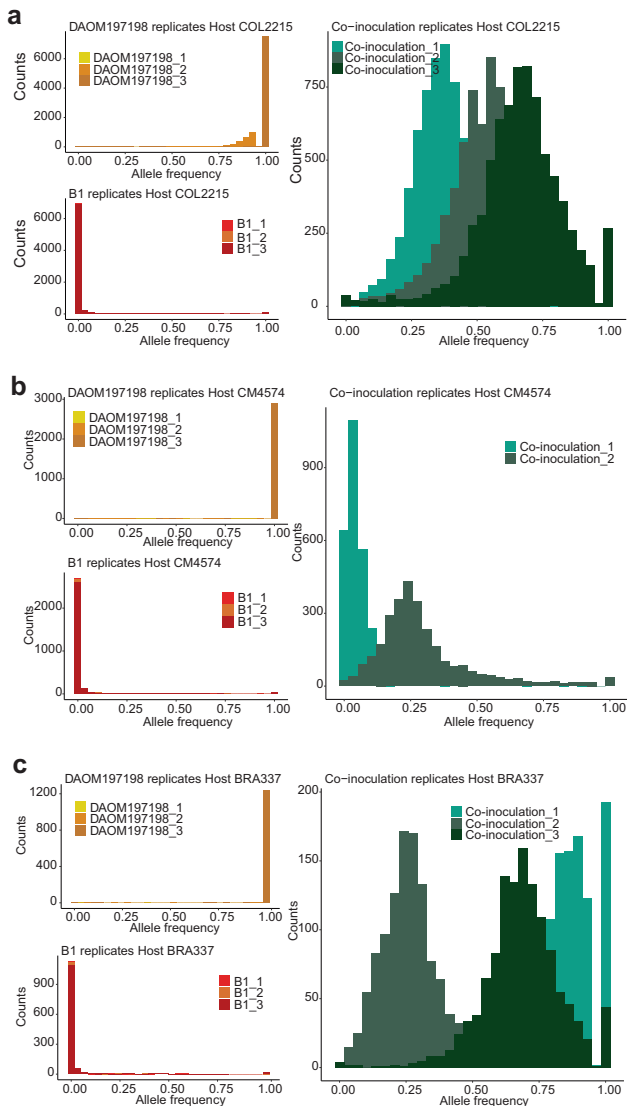 a
DAOM197198 replicates Host COL2215
DAOM197198_1
DAOM197198_2
DAOM197198_3
Counts
6000
4000
2000
0
0.00 0.25 0.50 0.75 1.00
Allele frequency
B1 replicates Host COL2215
B1_1
B1_2
B1_3
Counts
6000
4000
2000
0
0.00 0.25 0.50 0.75 1.00
Allele frequency
Co-inoculation replicates Host COL2215
Co-inoculation_1
Co-inoculation_2
Co-inoculation_3
Counts
750
500
250
0
0.00 0.25 0.50 0.75 1.00
Allele frequency
b
DAOM197198 replicates Host CM4574
DAOM197198_1
DAOM197198_2
DAOM197198_3
Counts
3000
2000
1000
0
0.00 0.25 0.50 0.75 1.00
Allele frequency
B1 replicates Host CM4574
B1_1
B1_2
B1_3
Counts
2000
1000
0
0.00 0.25 0.50 0.75 1.00
Allele frequency
Co-inoculation replicates Host CM4574
Co-inoculation_1
Co-inoculation_2
Counts
900
600
300
0
0.00 0.25 0.50 0.75 1.00
Allele frequency
c
DAOM197198 replicates Host BRA337
DAOM197198_1
DAOM197198_2
DAOM197198_3
Counts
1200
800
400
0
0.00 0.25 0.50 0.75 1.00
Allele frequency
B1 replicates Host BRA337
B1_1
B1_2
B1_3
Counts
900
600
300
0
0.00 0.25 0.50 0.75 1.00
Allele frequency
Co-inoculation replicates Host BRA337
Co-inoculation_1
Co-inoculation_2
Co-inoculation_3
Counts
200
150
100
50
0
0.00 0.25 0.50 0.75 1.00
Allele frequency